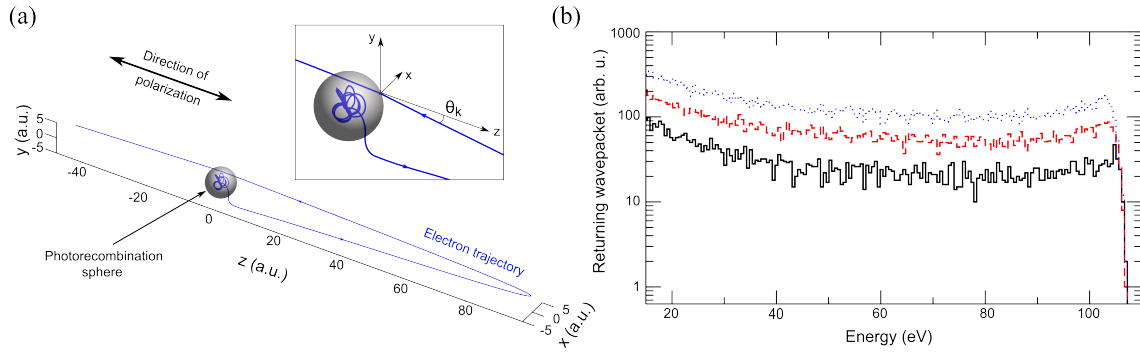 (a)
Direction of
polarization
y
x
θk
z
5
0
-5
y (a.u.)
-40
-20
0
20
40
60
80
z (a.u.)
Electron trajectory
Photorecombination
sphere
5
0
-5
x (a.u.)
(b)
1000
100
10
1
Returning wavepacket (arb. u.)
20
40
60
80
100
Energy (eV)